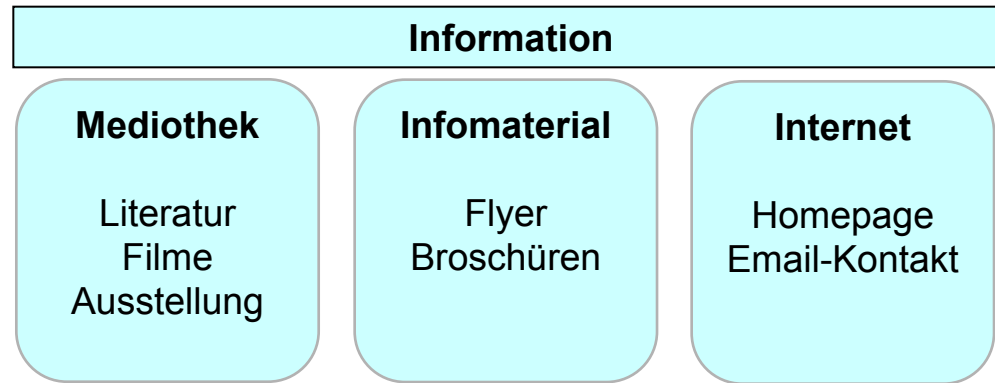 Information
Mediothek
Literatur
Filme
Ausstellung
Infomaterial
Flyer
Broschüren
Internet
Homepage
Email-Kontakt